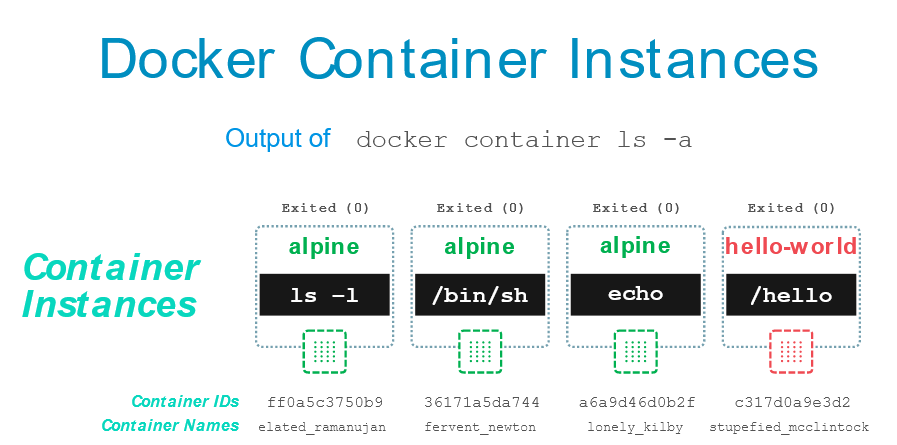 Docker Container Instances
Output of docker container ls -a
Exited (0) Exited (0) Exited (0) Exited (0)
alpine alpine alpine hello-world
Container Instances
ls -l /bin/sh echo /hello
Container IDs ff0a5c3750b9 36171a5da744 a6a9d46d0b2f c317d0a9e3d2
Container Names elated_ramanujan fervent_newton lonely_kilby stupefied_mcclintock